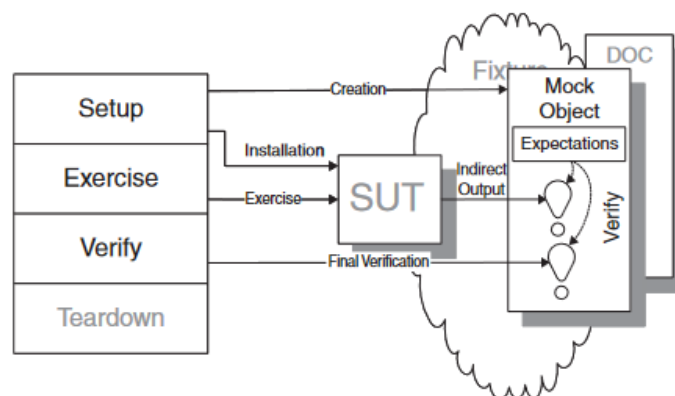 DOC
Fixture
Setup
Creation
Mock
Object
Expectations
Installation
Indirect
Output
Exercise
Exercise
SUT
Verify
Verify
Final Verification
Teardown